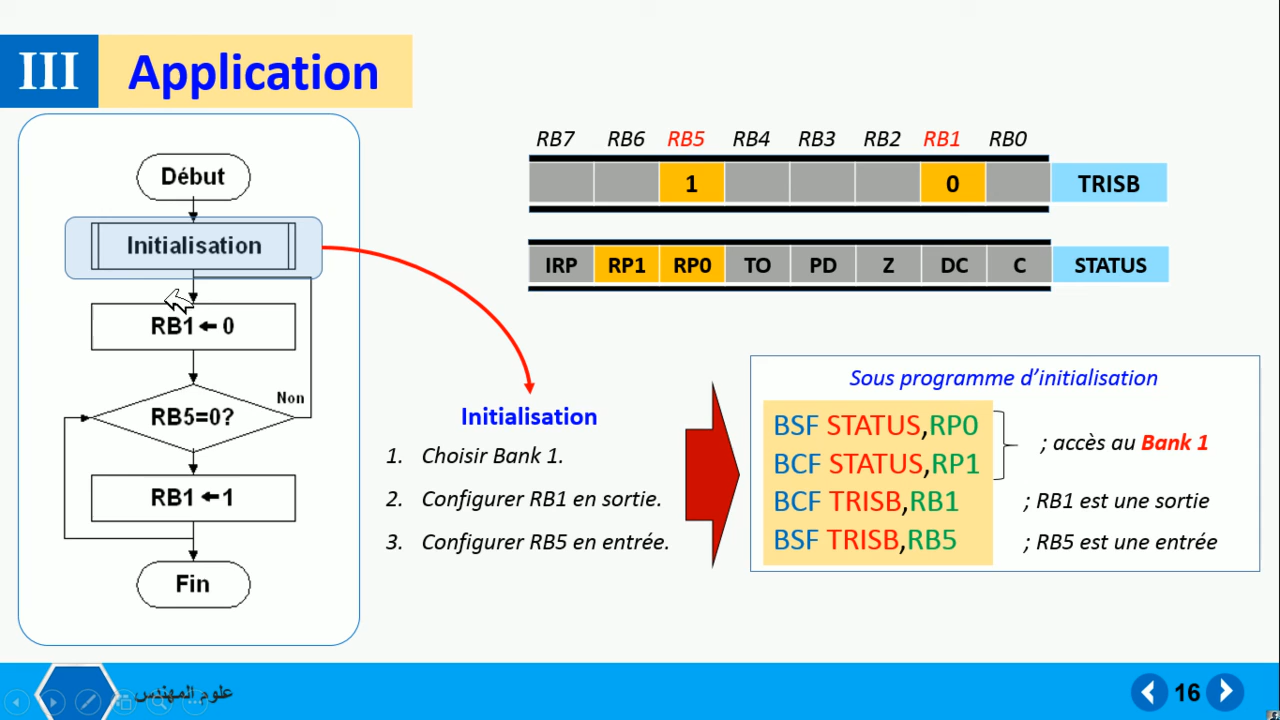 III Application
Début
Initialisation
RB1 ← 0
RB5=0?
Non
RB1 ← 1
Fin
RB7 RB6 RB5 RB4 RB3 RB2 RB1 RB0
1 0 TRISB
IRP RP1 RP0 TO PD Z DC C STATUS
Initialisation
1. Choisir Bank 1.
2. Configurer RB1 en sortie.
3. Configurer RB5 en entrée.
Sous programme d’initialisation
BSF STATUS,RP0
BCF STATUS,RP1
; accès au Bank 1
BCF TRISB,RB1 ; RB1 est une sortie
BSF TRISB,RB5 ; RB5 est une entrée
علوم المهندس
16